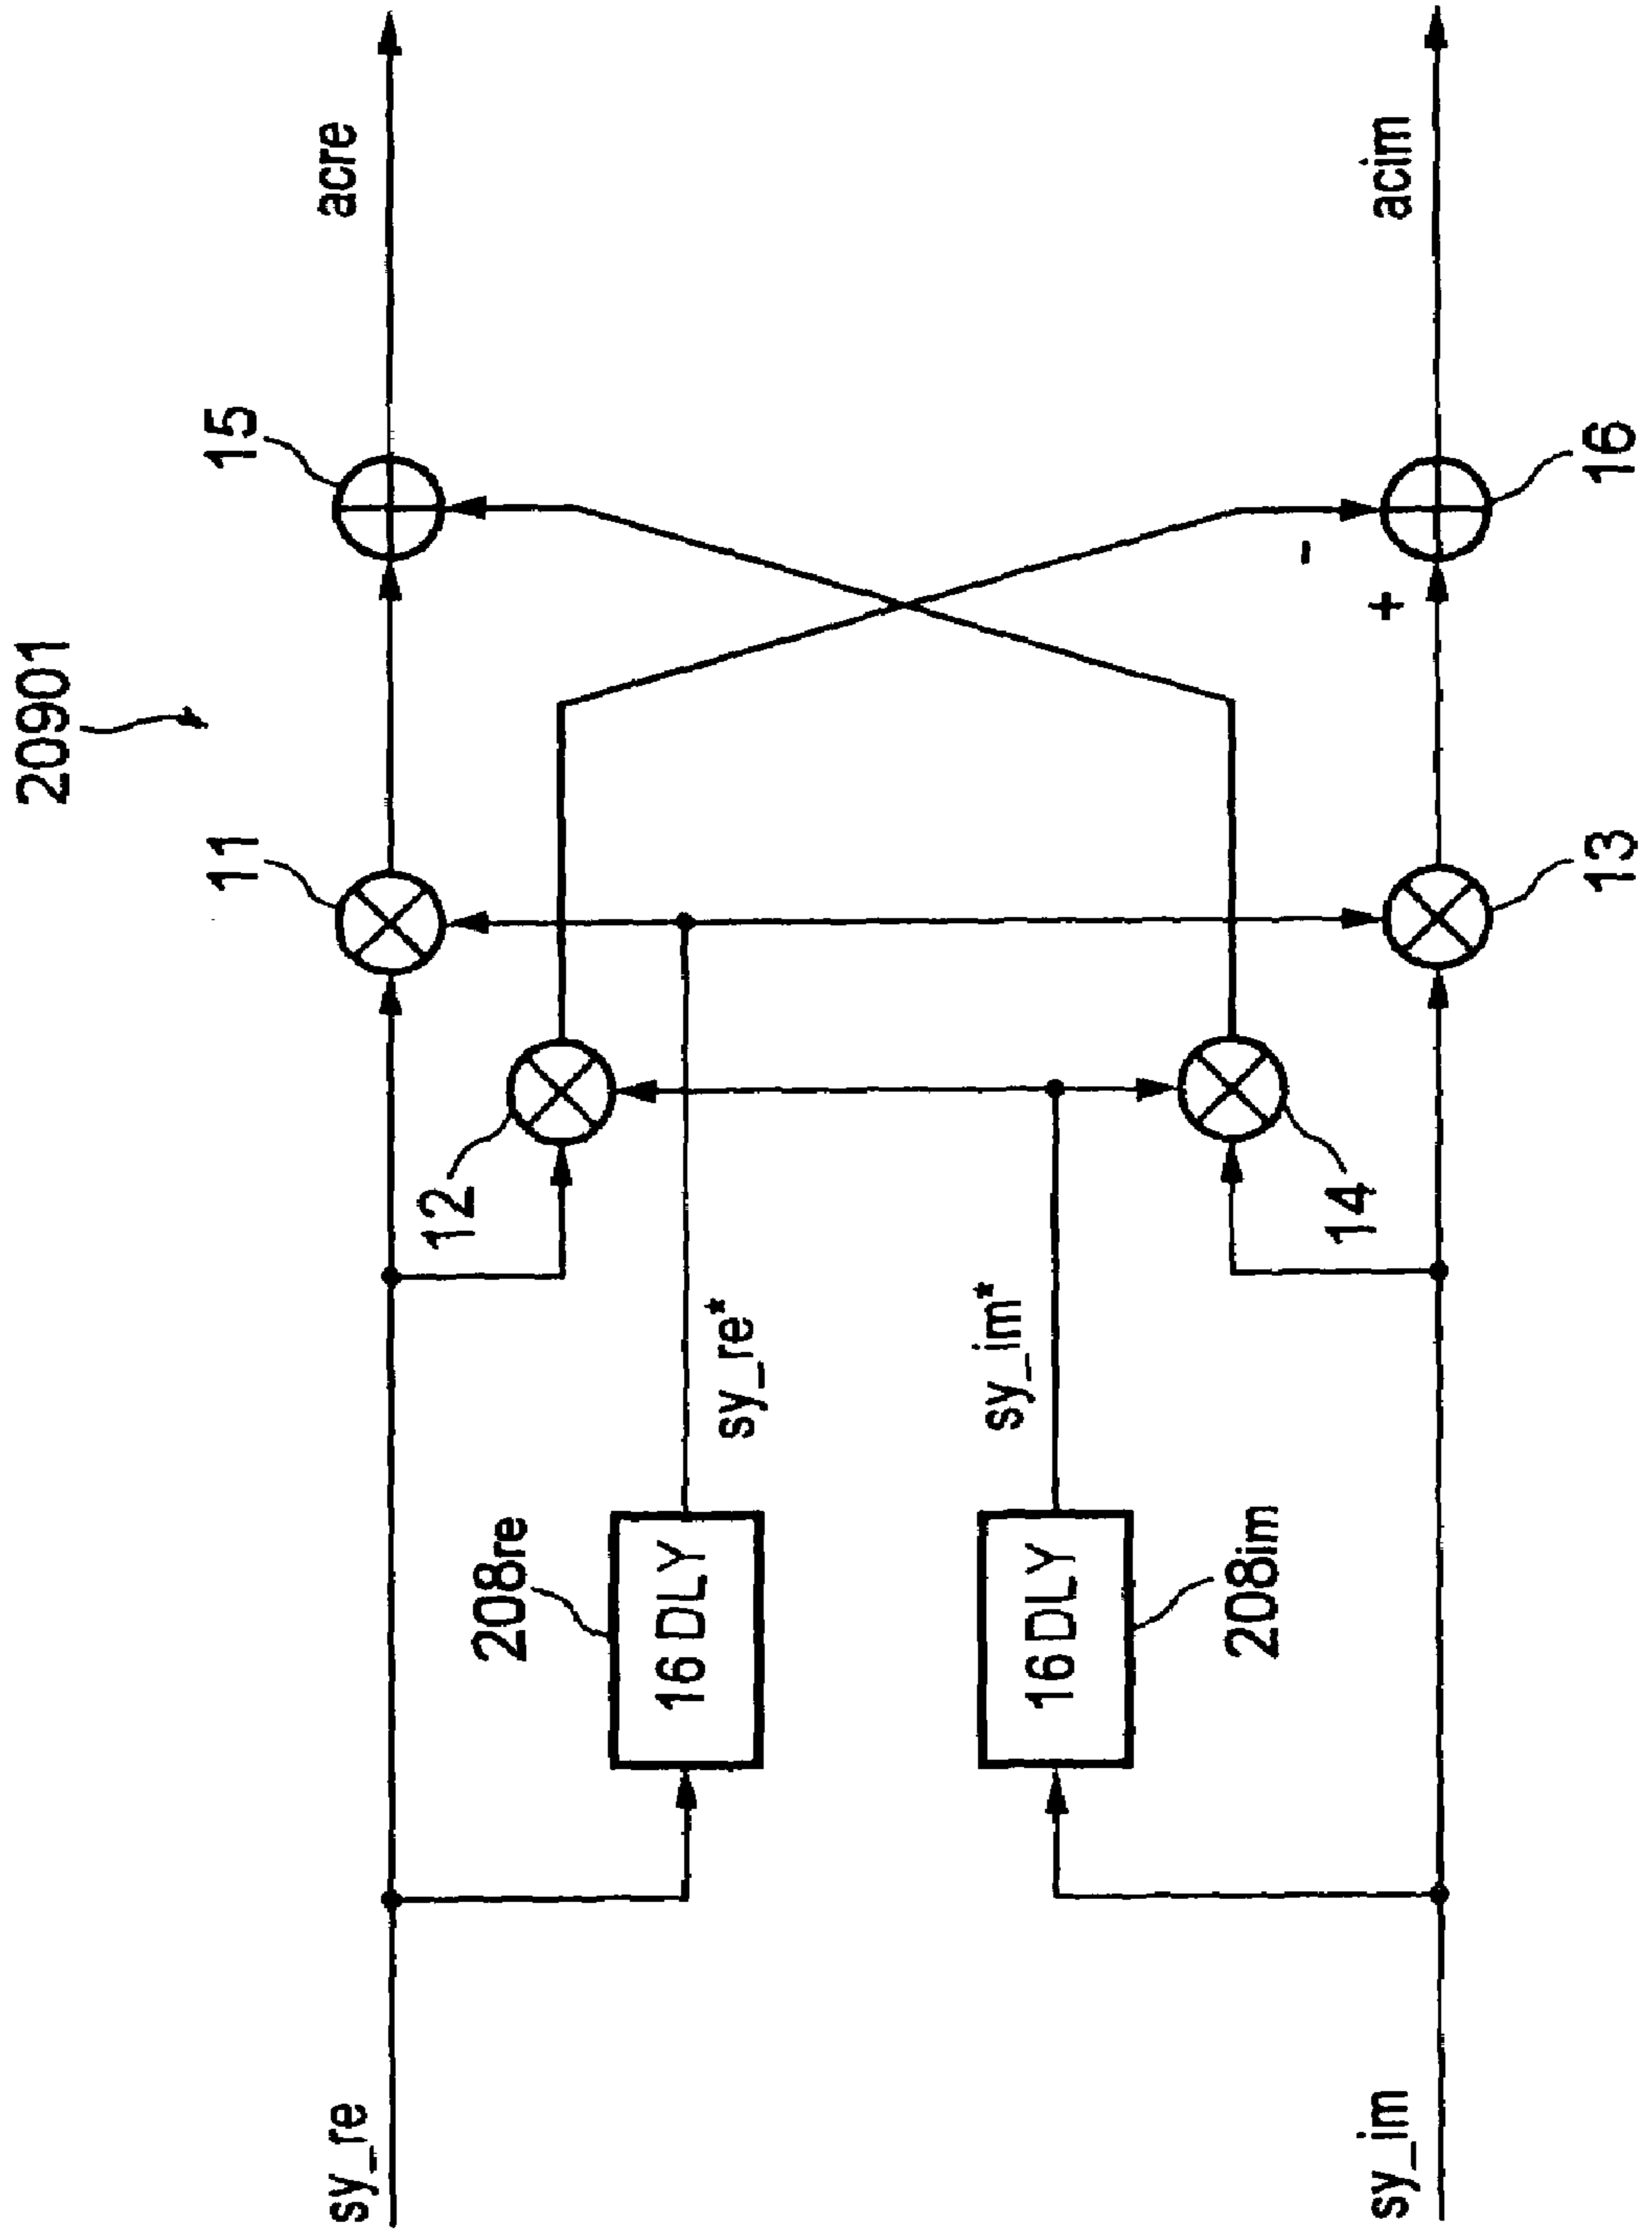 20901
sy_re
208re
16 DLY
sy_re*
12
11
15
acre
sy_im
208im
16 DLY
sy_im*
14
13
+
-
16
acim